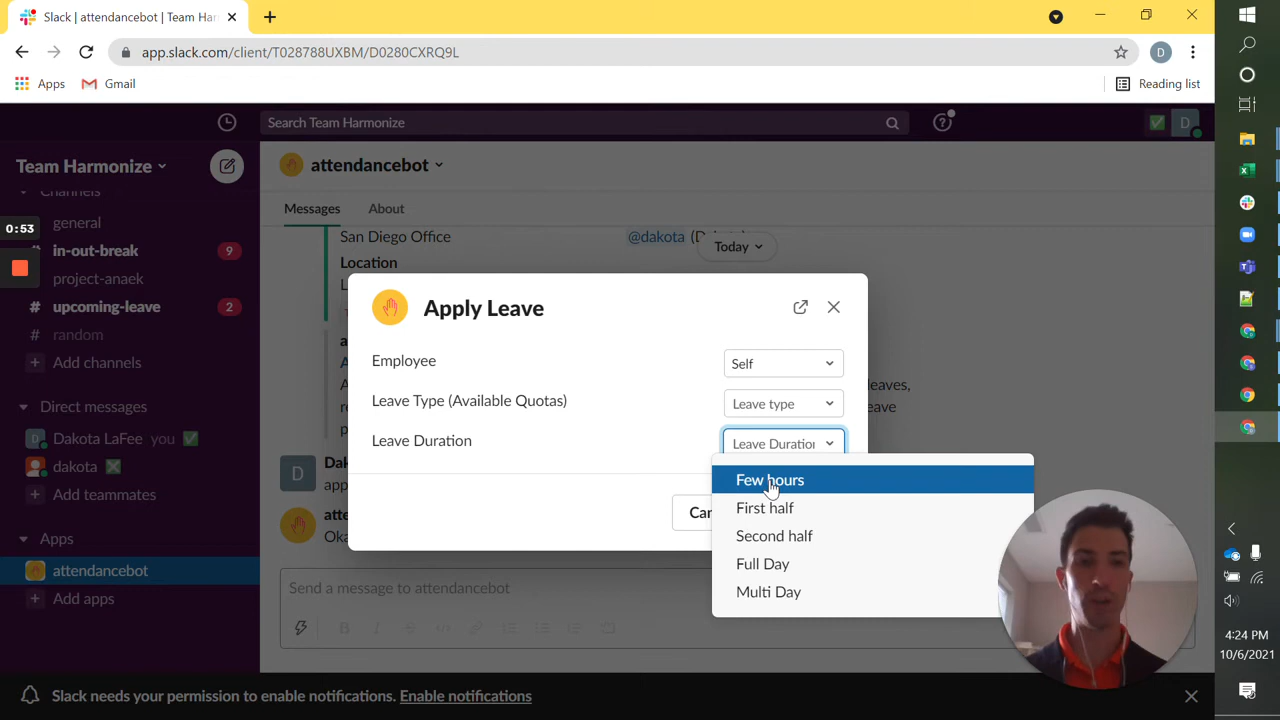 Slack | attendancebot | Team Har
app.slack.com/client/T028788UXBM/D0280CXRQ9L
D
Apps
Gmail
Reading list
Search Team Harmonize
D
Team Harmonize
attendancebot
Channels
Messages
About
general
0:53
San Diego Office
@dakota
Today
# in-out-break
9
Location
project-anaek
Apply Leave
# upcoming-leave
2
# random
Add channels
Employee
Self
leaves,
Leave Type (Available Quotas)
Leave type
Direct messages
Leave Duration
Leave Duration
Dakota LaFee you
dakota
Few hours
Add teammates
D
First half
Second half
Apps
Full Day
attendancebot
Multi Day
Add apps
Send a message to attendancebot
4:24 PM
10/6/2021
Slack needs your permission to enable notifications. Enable notifications